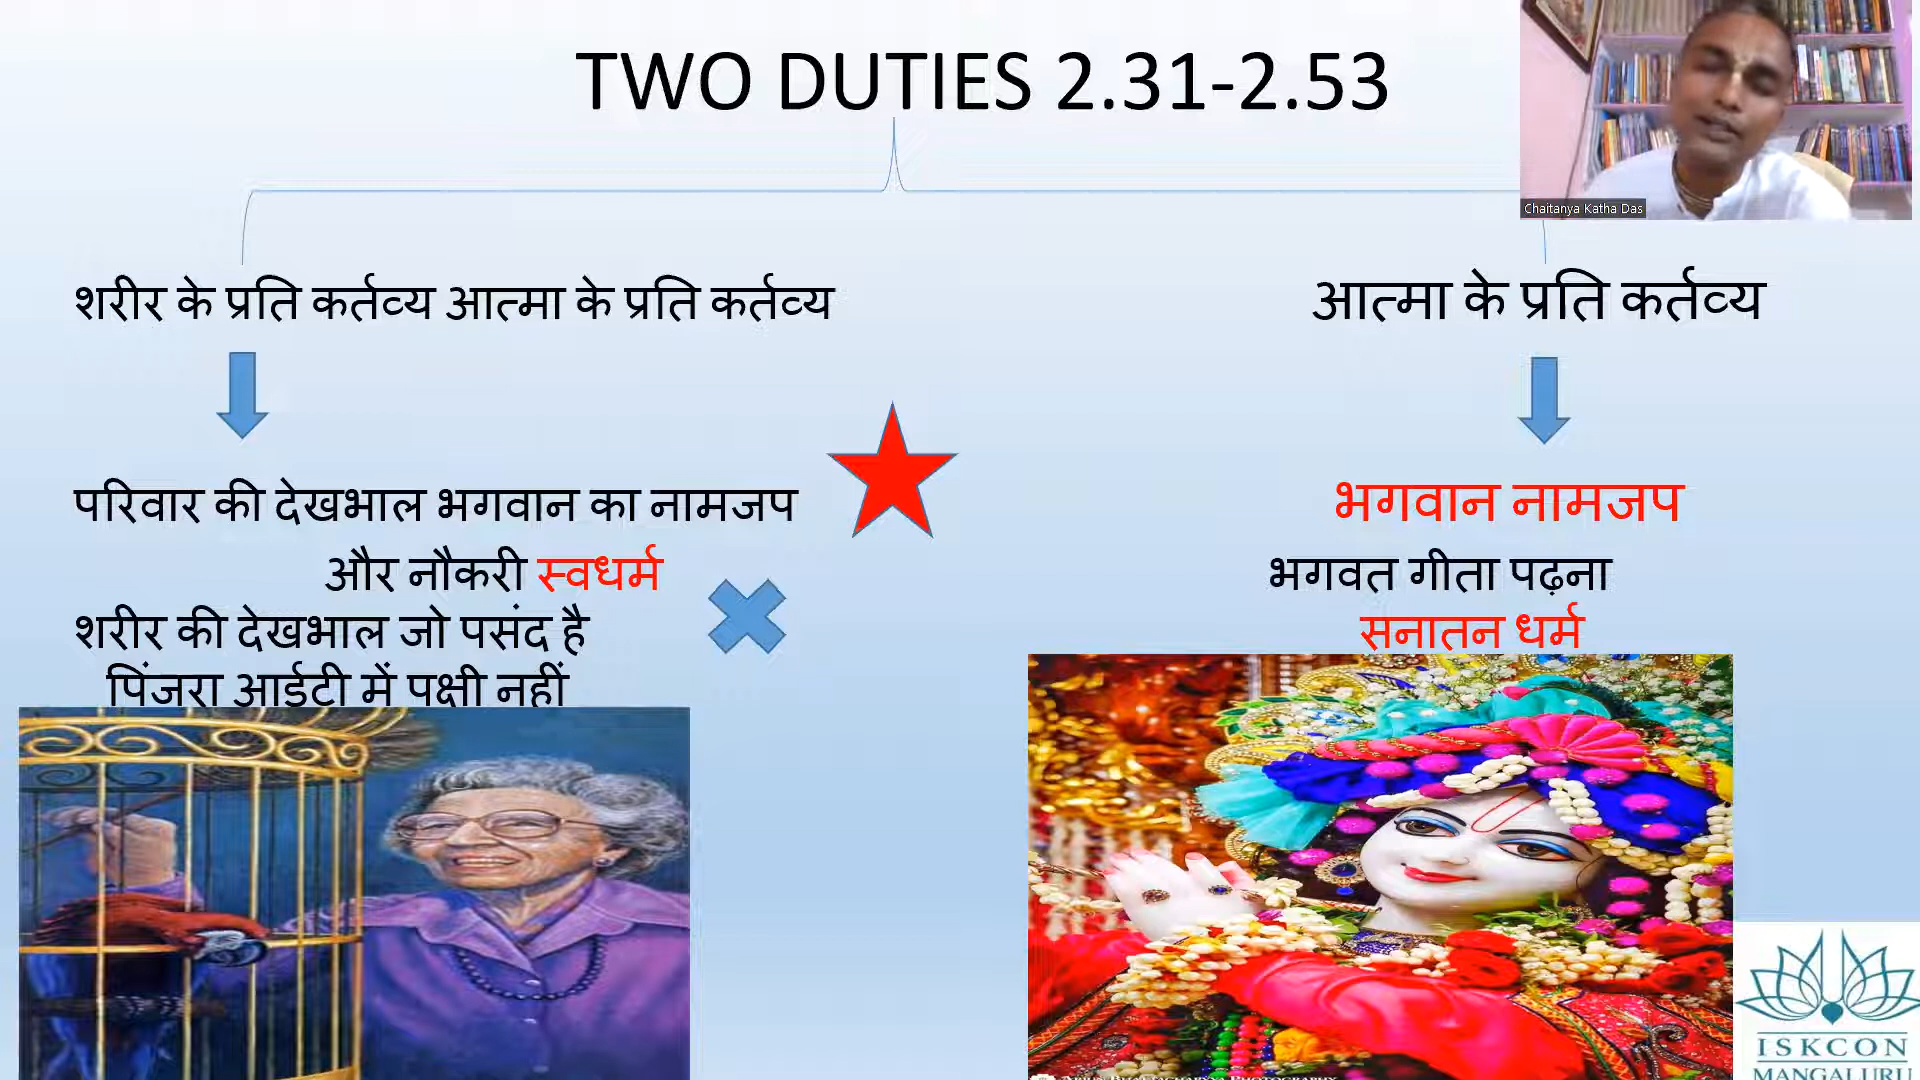 TWO DUTIES 2.31-2.53
Chaitanya Katha Das
शरीर के प्रति कर्तव्य आत्मा के प्रति कर्तव्य
आत्मा के प्रति कर्तव्य
परिवार की देखभाल भगवान का नामजप
और नौकरी स्वधर्म
शरीर की देखभाल जो पसंद है
पिंजरा आईटी में पक्षी नहीं
भगवान नामजप
भगवत गीता पढ़ना
सनातन धर्म
ISKCON
MANGALURU